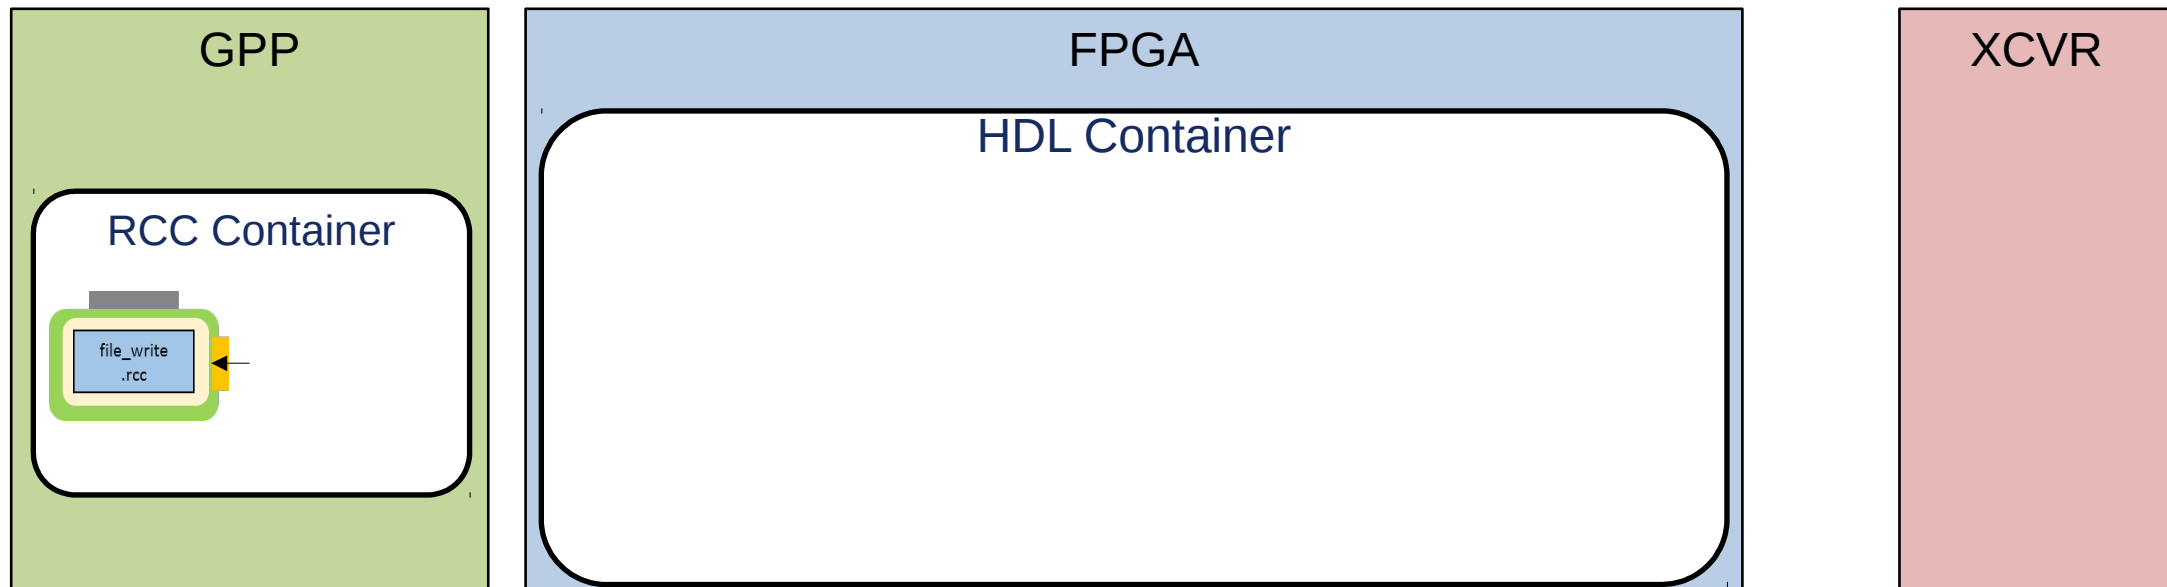 GPP
FPGA
XCVR
HDL Container
RCC Container
file_write
.rcc